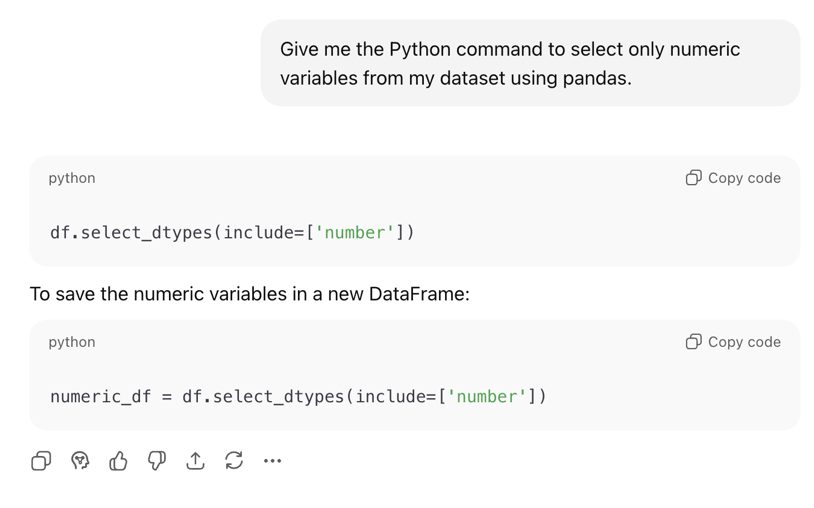 Give me the Python command to select only numeric
variables from my dataset using pandas.
python
Copy code
df.select_dtypes(include=['number'])
To save the numeric variables in a new DataFrame:
python
Copy code
numeric_df = df.select_dtypes(include=['number'])